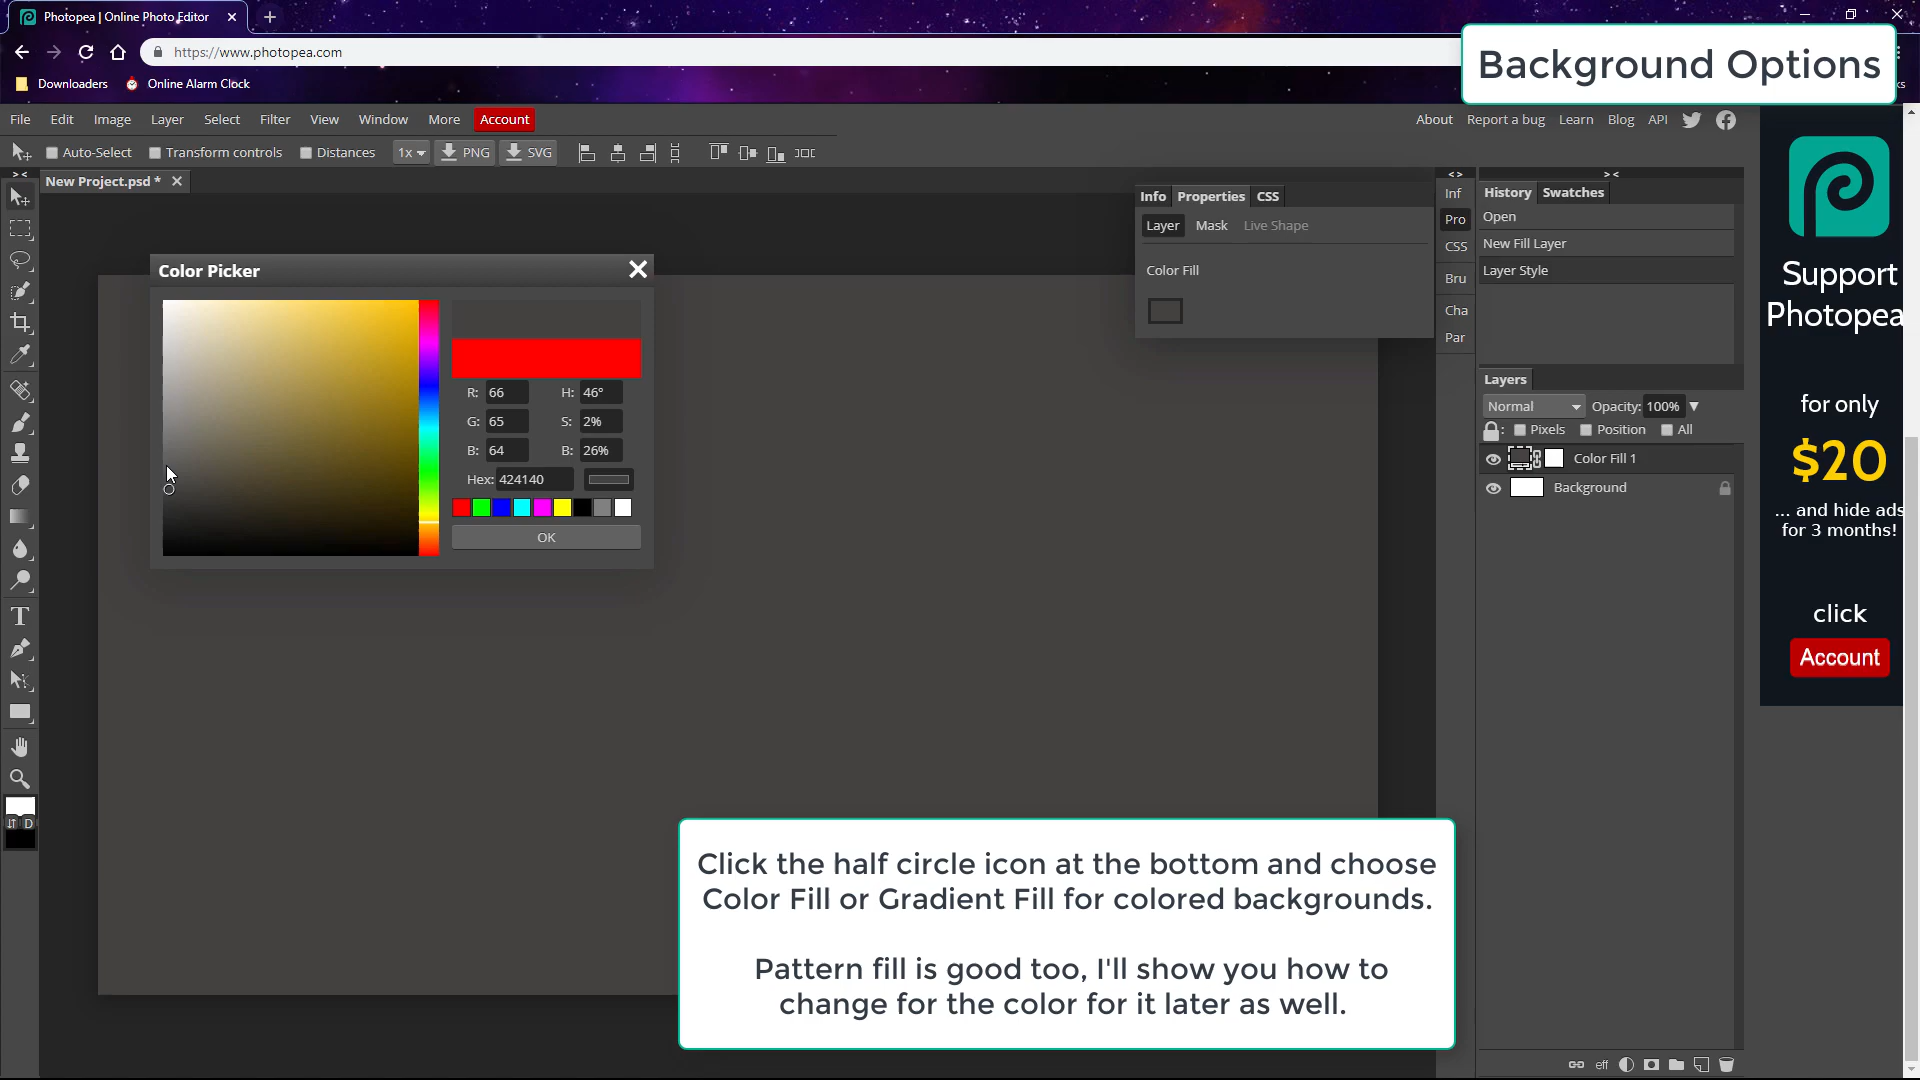 Photopea | Online Photo Editor
https://www.photopea.com
Background Options
Downloaders
Online Alarm Clock
File Edit Image Layer Select Filter View Window More Account
About Report a bug Learn Blog API
Auto-Select Transform controls Distances 1x PNG SVG
New Project.psd *
Info Properties CSS
Layer Mask Live Shape
Color Fill
Inf
Pro
CSS
Bru
Cha
Par
History Swatches
Open
New Fill Layer
Layer Style
Layers
Normal Opacity: 100%
: Pixels Position All
Color Fill 1
Background
eff
Color Picker
R: 66 H: 46°
G: 65 S: 2%
B: 64 B: 26%
Hex: 424140
OK
D
Support
Photopea
for only
$20
... and hide ads
for 3 months!
click
Account
Click the half circle icon at the bottom and choose
Color Fill or Gradient Fill for colored backgrounds.
Pattern fill is good too, I'll show you how to
change for the color for it later as well.